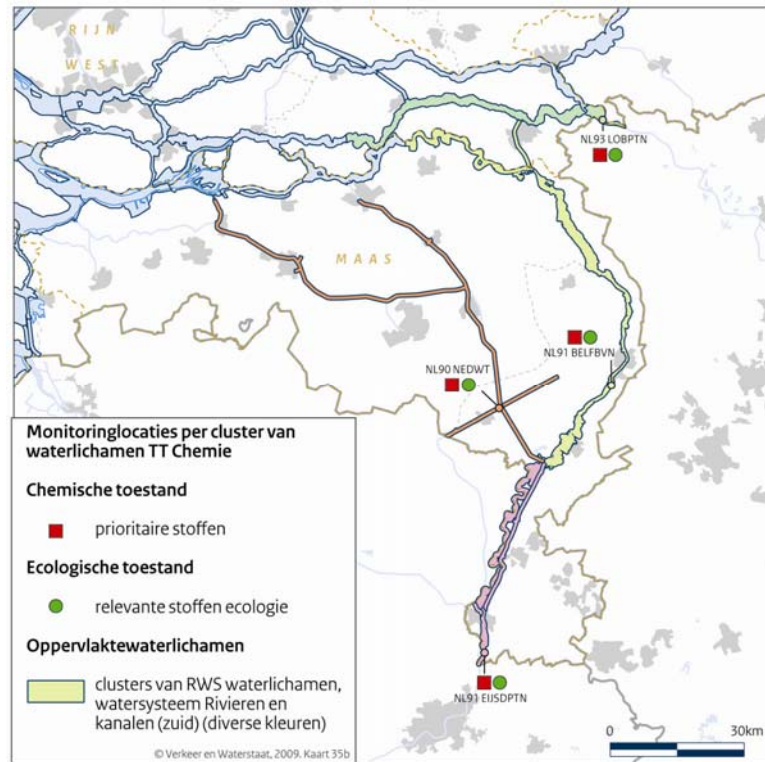 RIJN
WEST
NL93 LOBPTN
MAAS
NL91 BELFBVN
NL90 NEDWT
Monitoringlocaties per cluster van
waterlichamen TT Chemie
Chemische toestand
prioritaire stoffen
Ecologische toestand
relevante stoffen ecologie
Oppervlaktewaterlichamen
clusters van RWS waterlichamen,
watersysteem Rivieren en
kanalen (zuid) (diverse kleuren)
© Verkeer en Waterstaat, 2009. Kaart 35b
NL91 EIJSDPTN
0 30km